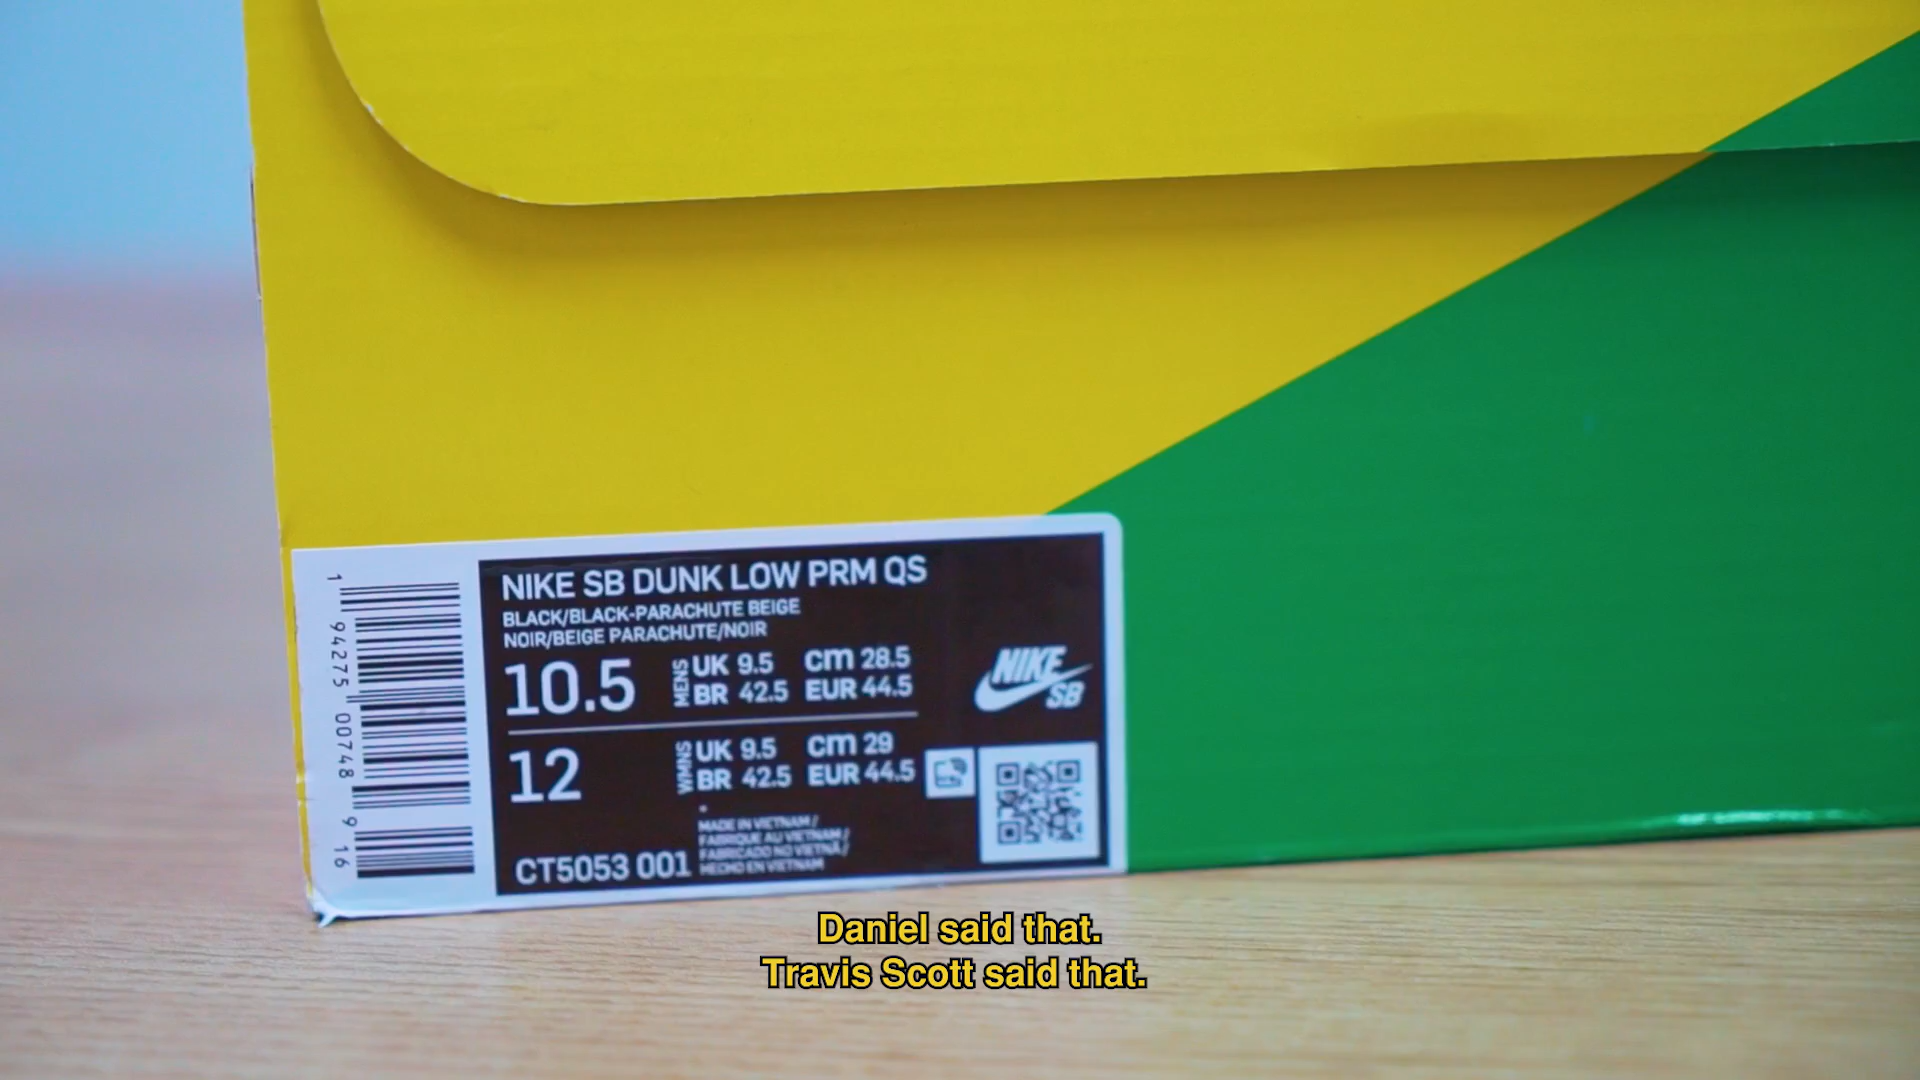 NIKE SB DUNK LOW PRM QS
BLACK/BLACK-PARACHUTE BEIGE
NOIR/BEIGE PARACHUTE/NOIR
10.5 MENS UK 9.5 cm 28.5
BR 42.5 EUR 44.5
12 WMNS UK 9.5 cm 29
BR 42.5 EUR 44.5
MADE IN VIETNAM /
FABRIQUE AU VIETNAM /
FABRICADO NO VIETNÃ /
HECHO EN VIETNAM
CT5053 001
NIKE
SB
1 94275 00748 9 16
Daniel said that.
Travis Scott said that.